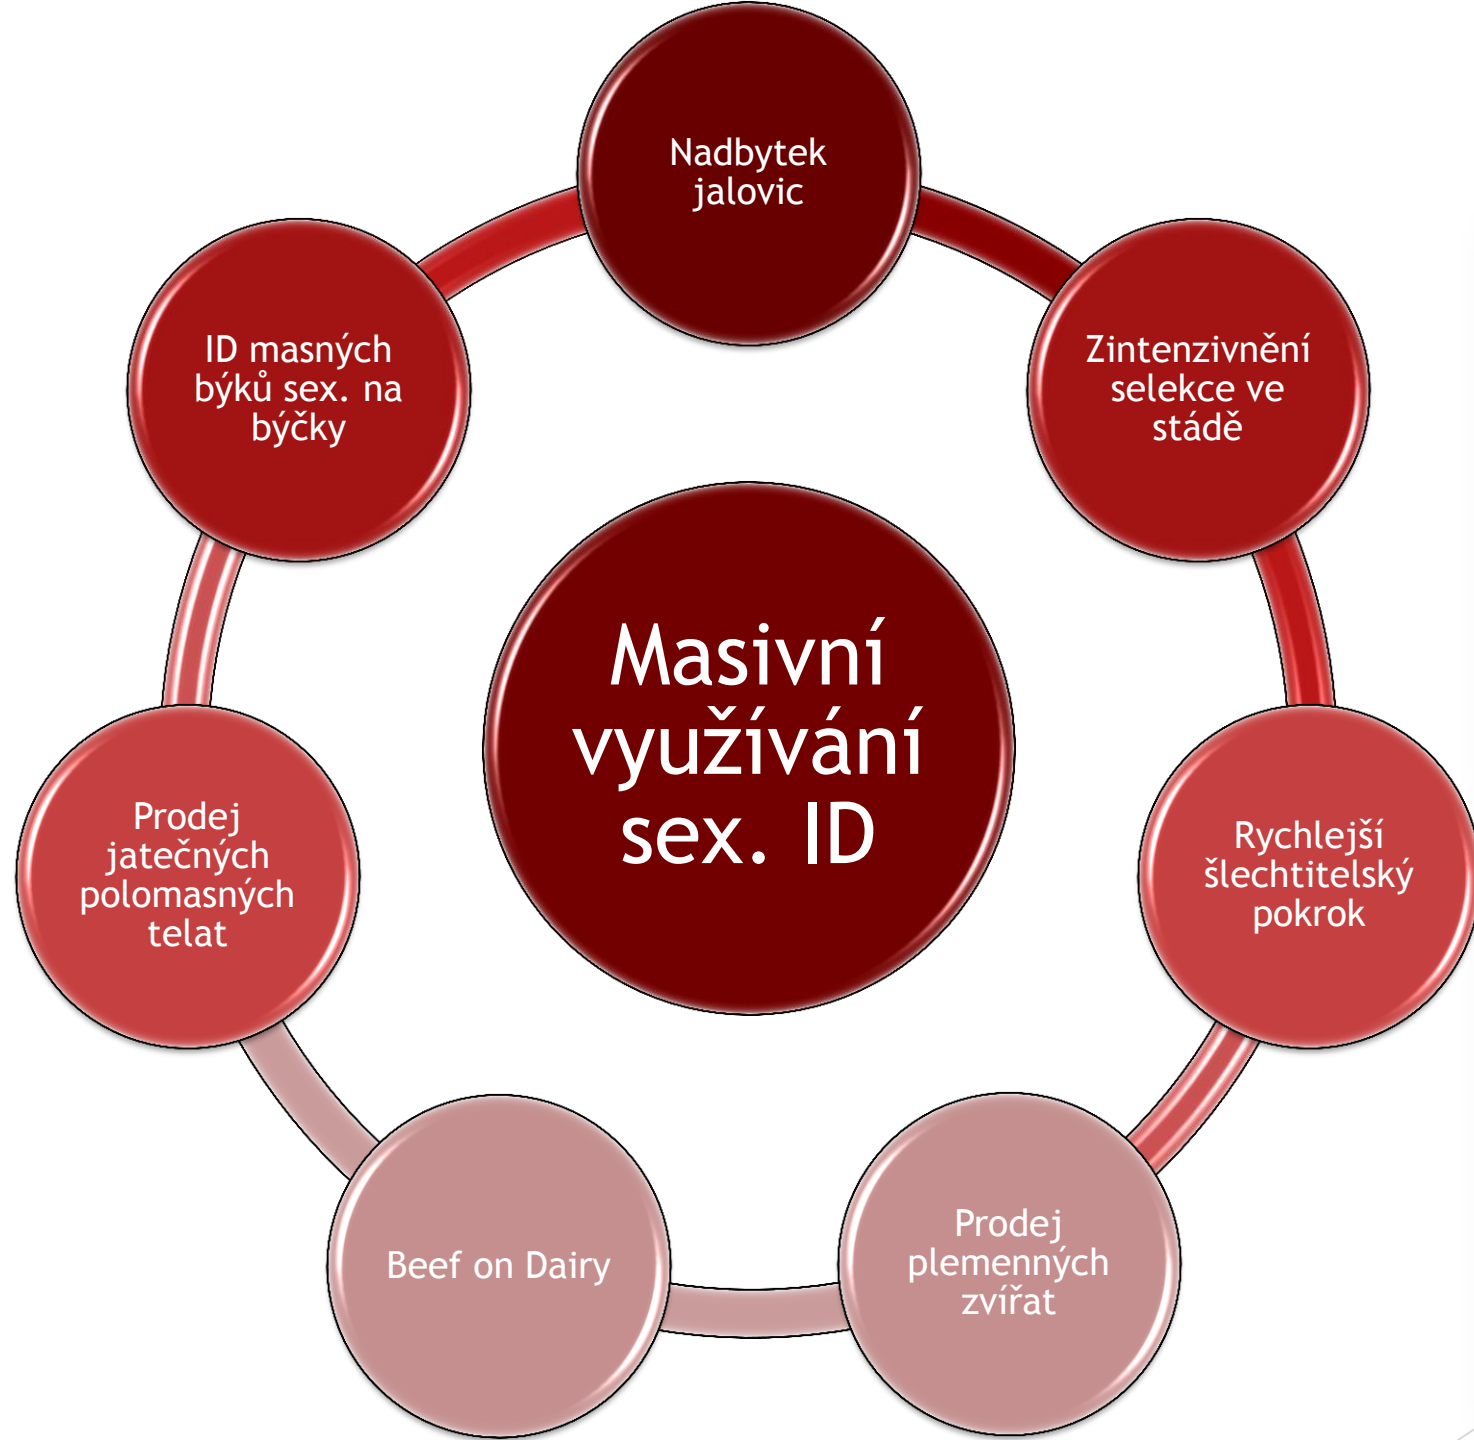 Nadbytek
jalovic
Zintenzivnění
selekce ve
stádě
Rychlejší
šlechtitelský
pokrok
Prodej
plemenných
zvířat
Beef on Dairy
Prodej
jatečných
polomasných
telat
ID masných
býků sex. na
býčky
Masivní
využívání
sex. ID